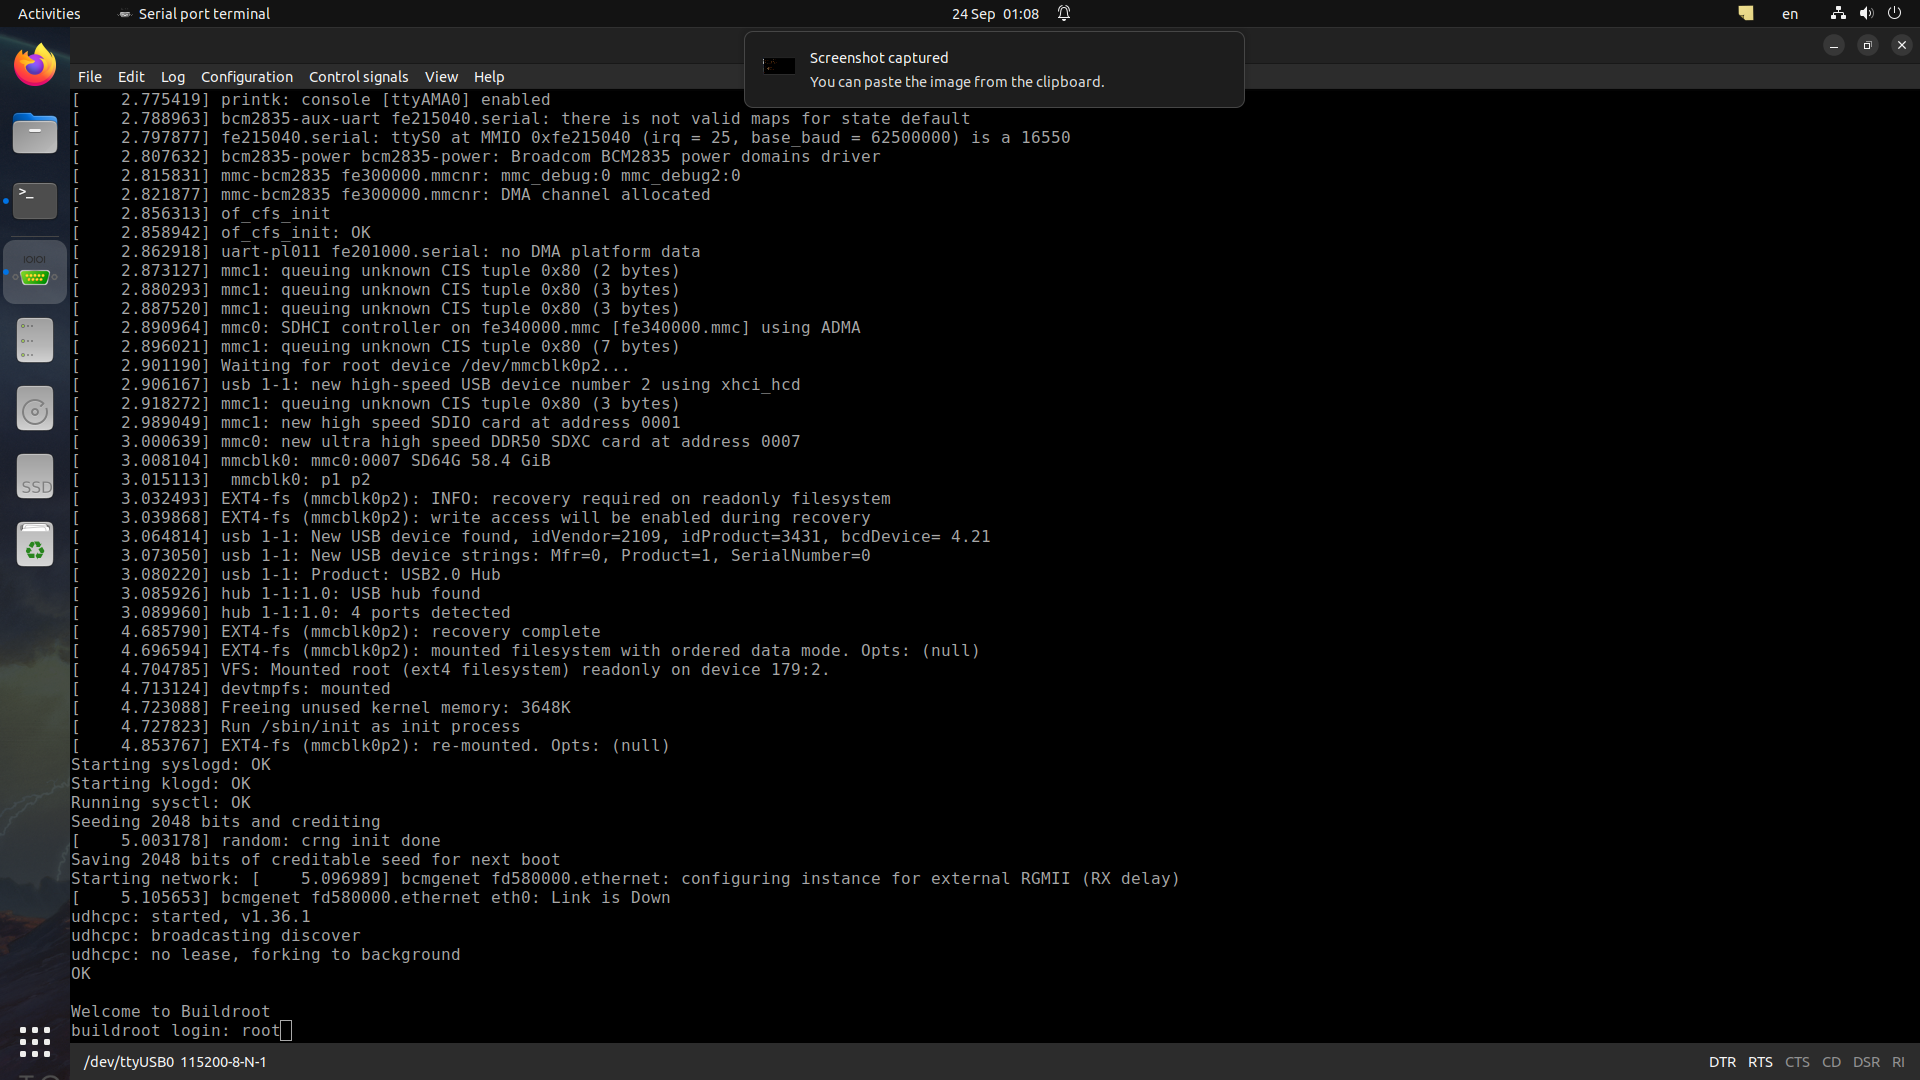 Activities
Serial port terminal
24 Sep 01:08
en
Screenshot captured
You can paste the image from the clipboard.
File Edit Log Configuration Control signals View Help
[    2.775419] printk: console [ttyAMA0] enabled
[    2.788963] bcm2835-aux-uart fe215040.serial: there is not valid maps for state default
[    2.797877] fe215040.serial: ttyS0 at MMIO 0xfe215040 (irq = 25, base_baud = 62500000) is a 16550
[    2.807632] bcm2835-power bcm2835-power: Broadcom BCM2835 power domains driver
[    2.815831] mmc-bcm2835 fe300000.mmcnr: mmc_debug:0 mmc_debug2:0
[    2.821877] mmc-bcm2835 fe300000.mmcnr: DMA channel allocated
[    2.856313] of_cfs_init
[    2.858942] of_cfs_init: OK
[    2.862918] uart-pl011 fe201000.serial: no DMA platform data
[    2.873127] mmc1: queuing unknown CIS tuple 0x80 (2 bytes)
[    2.880293] mmc1: queuing unknown CIS tuple 0x80 (3 bytes)
[    2.887520] mmc1: queuing unknown CIS tuple 0x80 (3 bytes)
[    2.890964] mmc0: SDHCI controller on fe340000.mmc [fe340000.mmc] using ADMA
[    2.896021] mmc1: queuing unknown CIS tuple 0x80 (7 bytes)
[    2.901190] Waiting for root device /dev/mmcblk0p2...
[    2.906167] usb 1-1: new high-speed USB device number 2 using xhci_hcd
[    2.918272] mmc1: queuing unknown CIS tuple 0x80 (3 bytes)
[    2.989049] mmc1: new high speed SDIO card at address 0001
[    3.000639] mmc0: new ultra high speed DDR50 SDXC card at address 0007
[    3.008104] mmcblk0: mmc0:0007 SD64G 58.4 GiB
[    3.015113]  mmcblk0: p1 p2
[    3.032493] EXT4-fs (mmcblk0p2): INFO: recovery required on readonly filesystem
[    3.039868] EXT4-fs (mmcblk0p2): write access will be enabled during recovery
[    3.064814] usb 1-1: New USB device found, idVendor=2109, idProduct=3431, bcdDevice= 4.21
[    3.073050] usb 1-1: New USB device strings: Mfr=0, Product=1, SerialNumber=0
[    3.080220] usb 1-1: Product: USB2.0 Hub
[    3.085926] hub 1-1:1.0: USB hub found
[    3.089960] hub 1-1:1.0: 4 ports detected
[    4.685790] EXT4-fs (mmcblk0p2): recovery complete
[    4.696594] EXT4-fs (mmcblk0p2): mounted filesystem with ordered data mode. Opts: (null)
[    4.704785] VFS: Mounted root (ext4 filesystem) readonly on device 179:2.
[    4.713124] devtmpfs: mounted
[    4.723088] Freeing unused kernel memory: 3648K
[    4.727823] Run /sbin/init as init process
[    4.853767] EXT4-fs (mmcblk0p2): re-mounted. Opts: (null)
Starting syslogd: OK
Starting klogd: OK
Running sysctl: OK
Seeding 2048 bits and crediting
[    5.003178] random: crng init done
Saving 2048 bits of creditable seed for next boot
Starting network: [    5.096989] bcmgenet fd580000.ethernet: configuring instance for external RGMII (RX delay)
[    5.105653] bcmgenet fd580000.ethernet eth0: Link is Down
udhcpc: started, v1.36.1
udhcpc: broadcasting discover
udhcpc: no lease, forking to background
OK
Welcome to Buildroot
buildroot login: root
/dev/ttyUSB0 115200-8-N-1
DTR RTS CTS CD DSR RI
IOIOI
SSD